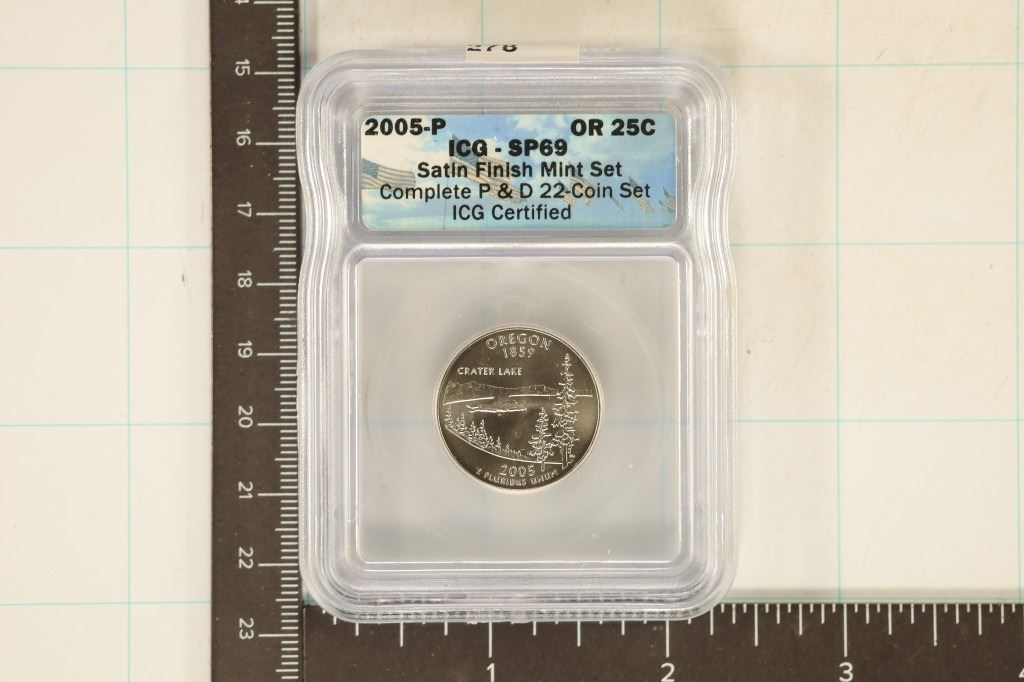 278
2005-P OR 25C
ICG - SP69
Satin Finish Mint Set
Complete P & D 22-Coin Set
ICG Certified
OREGON
1859
CRATER LAKE
2005
E PLURIBUS UNUM
15
16
17
18
19
20
21
22
23
1 2 3